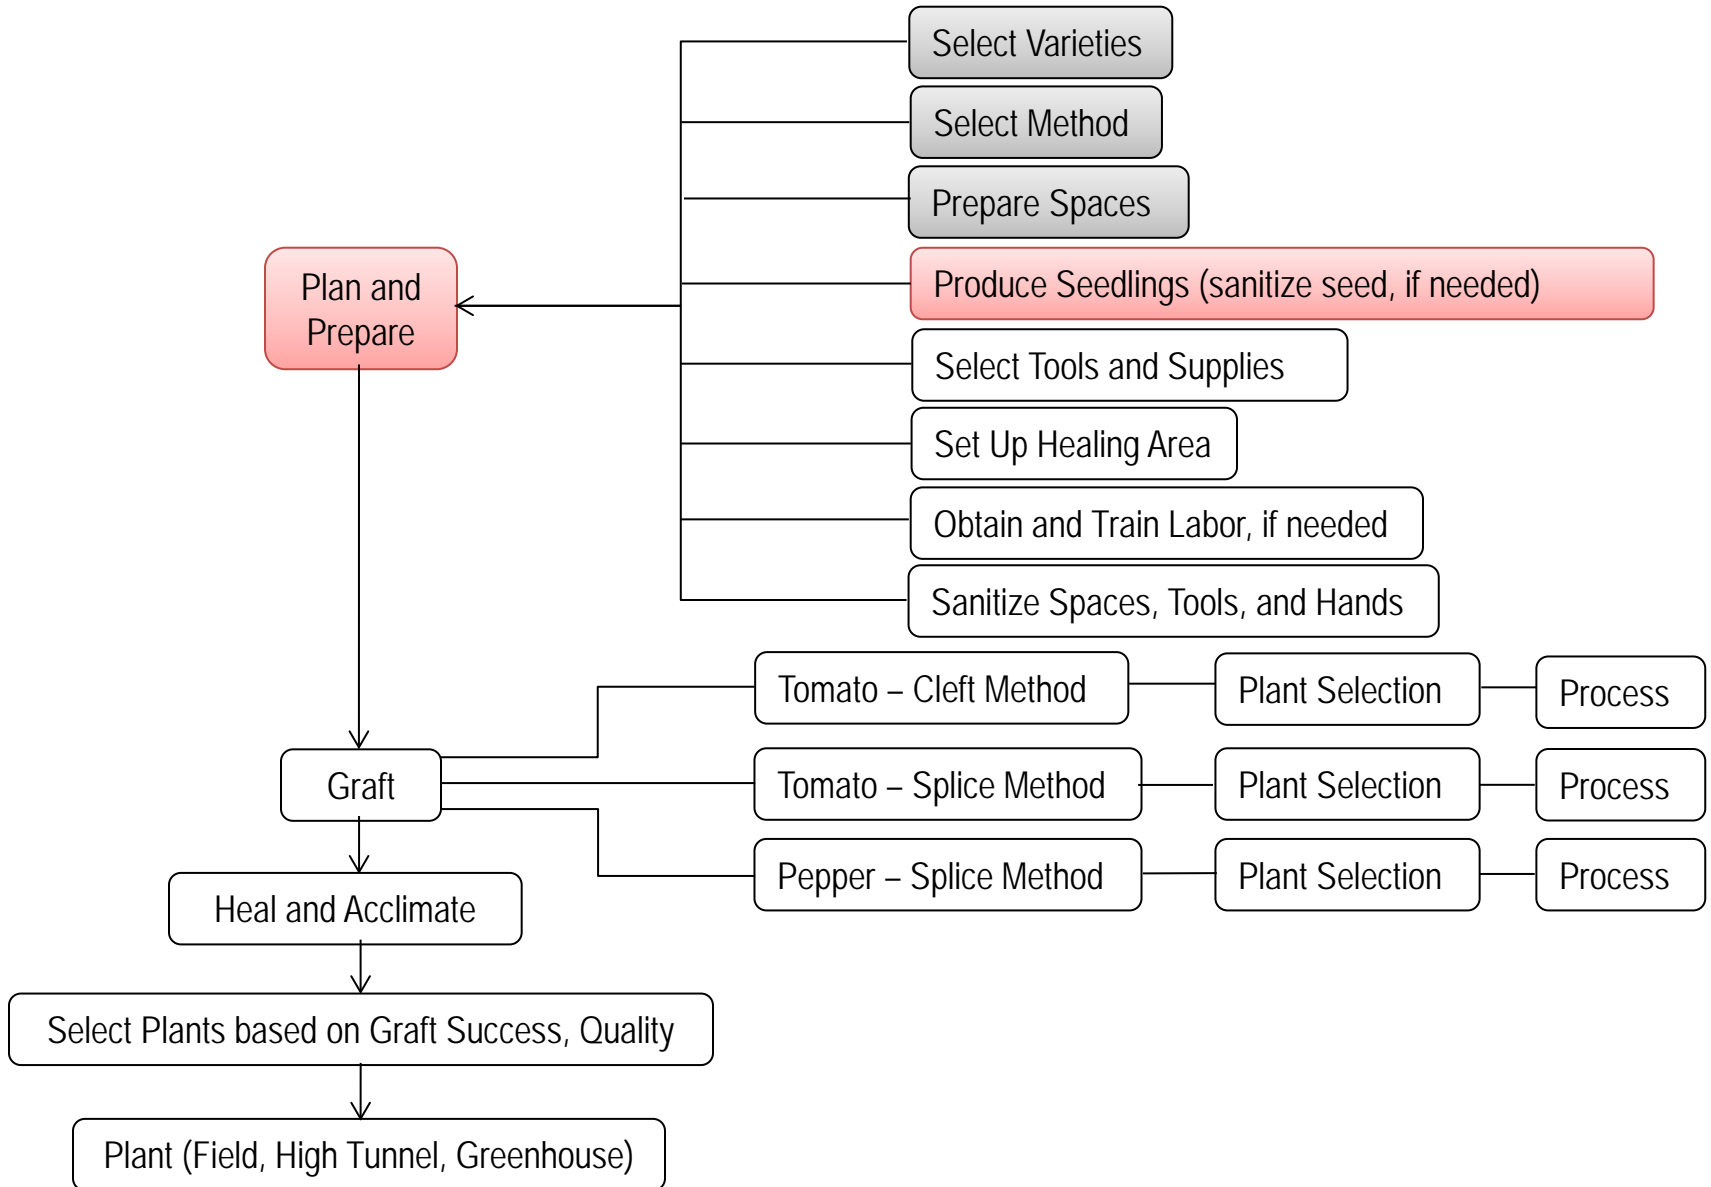 Select Varieties
Select Method
Prepare Spaces
Plan and
Prepare
Produce Seedlings (sanitize seed, if needed)
Select Tools and Supplies
Set Up Healing Area
Obtain and Train Labor, if needed
Sanitize Spaces, Tools, and Hands
Tomato – Cleft Method
Plant Selection
Process
Graft
Tomato – Splice Method
Plant Selection
Process
Pepper – Splice Method
Plant Selection
Process
Heal and Acclimate
Select Plants based on Graft Success, Quality
Plant (Field, High Tunnel, Greenhouse)